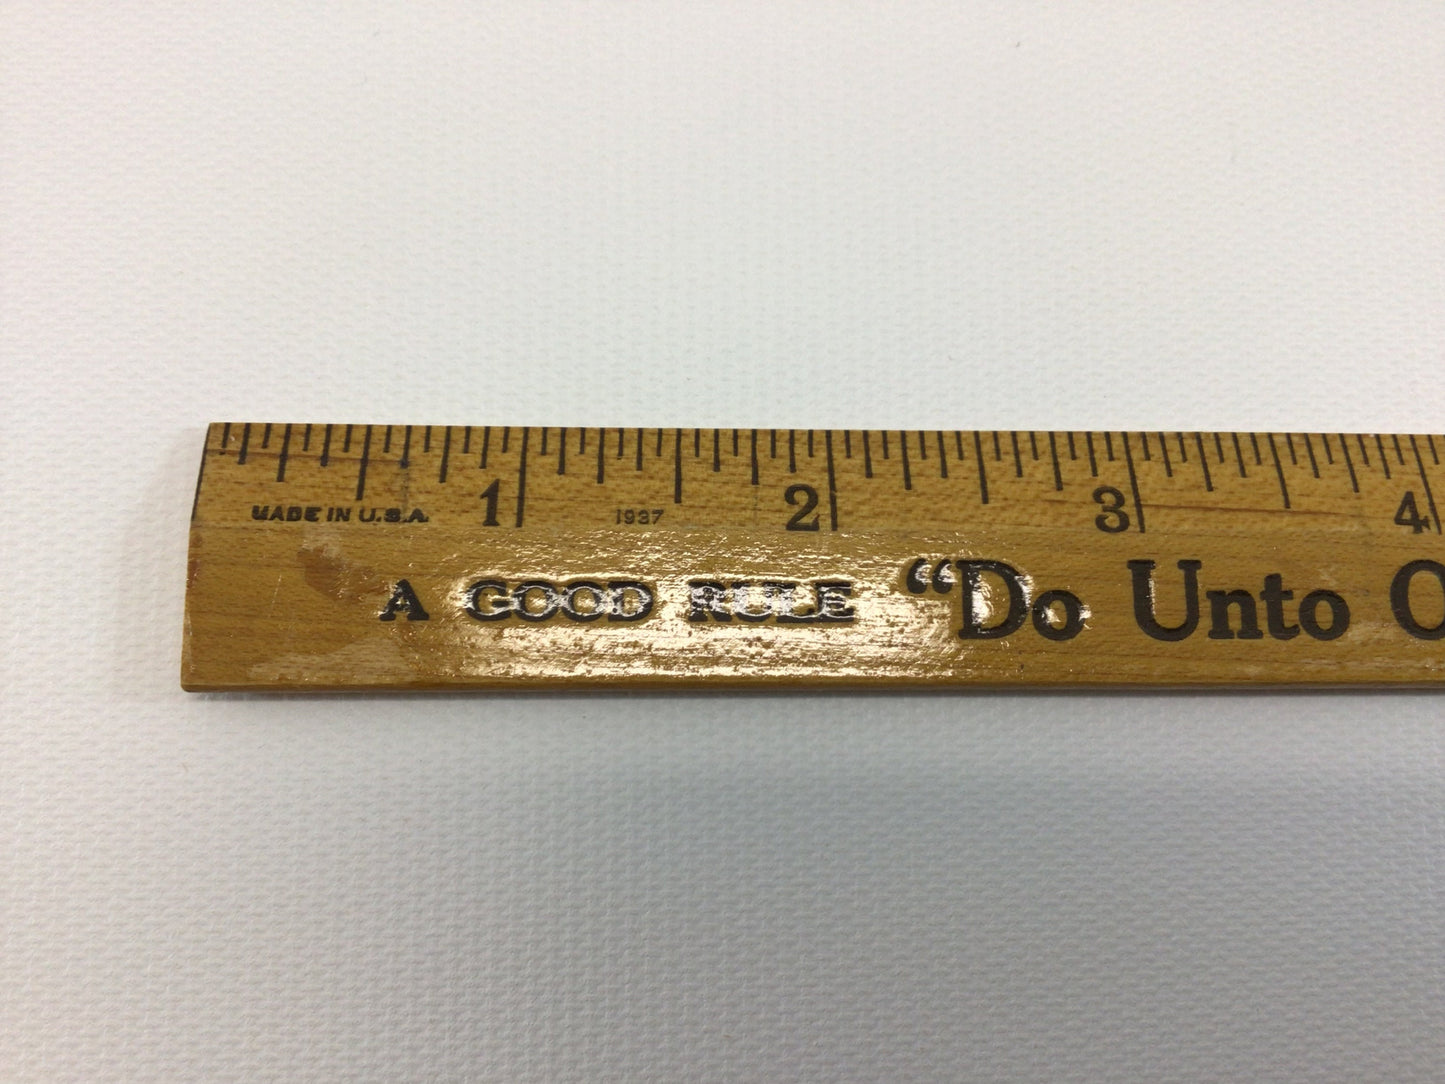 1 2 3 4
MADE IN U.S.A. 1937
A GOOD RULE "Do Unto O